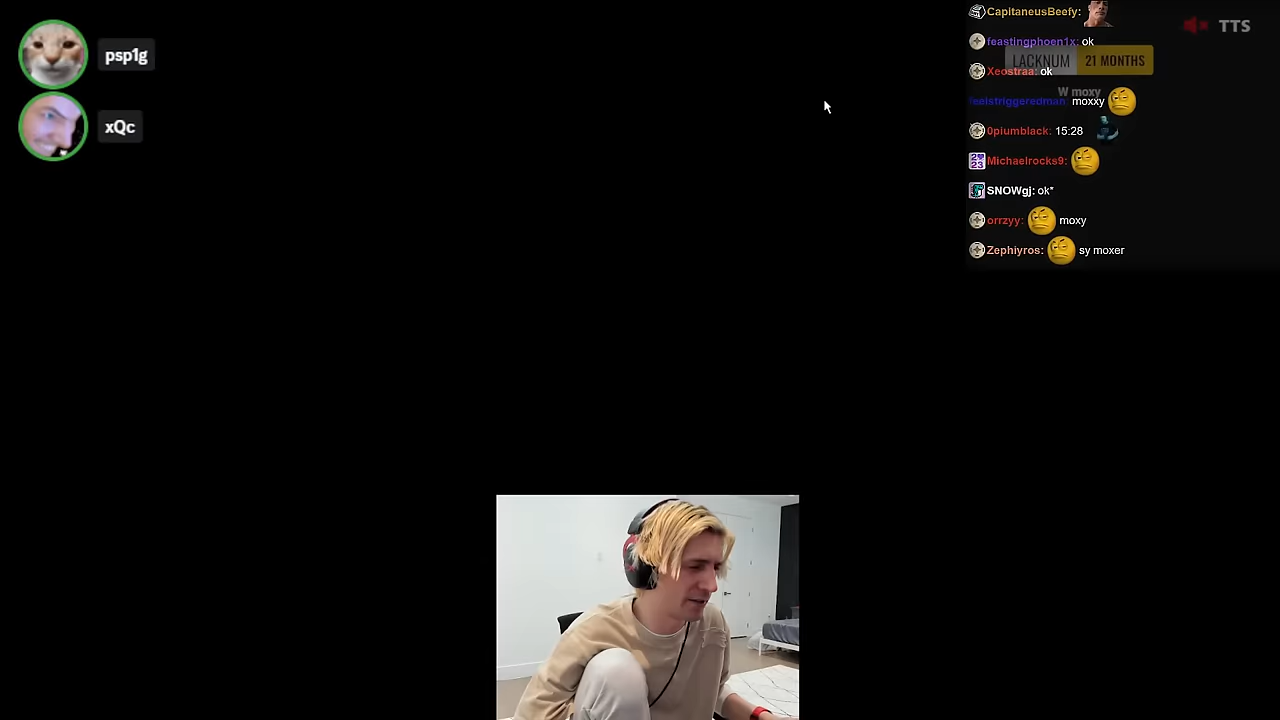 psp1g
xQc
CapitaneusBeefy:
TTS
feastingphoen1x: ok
LACKNUM 21 MONTHS
Xeostraa: ok
W moxy
feelstriggeredman: moxxy
0piumblack: 15:28
Michaelrocks9:
SNOWgj: ok*
orrzyy: moxy
Zephiyros: sy moxer